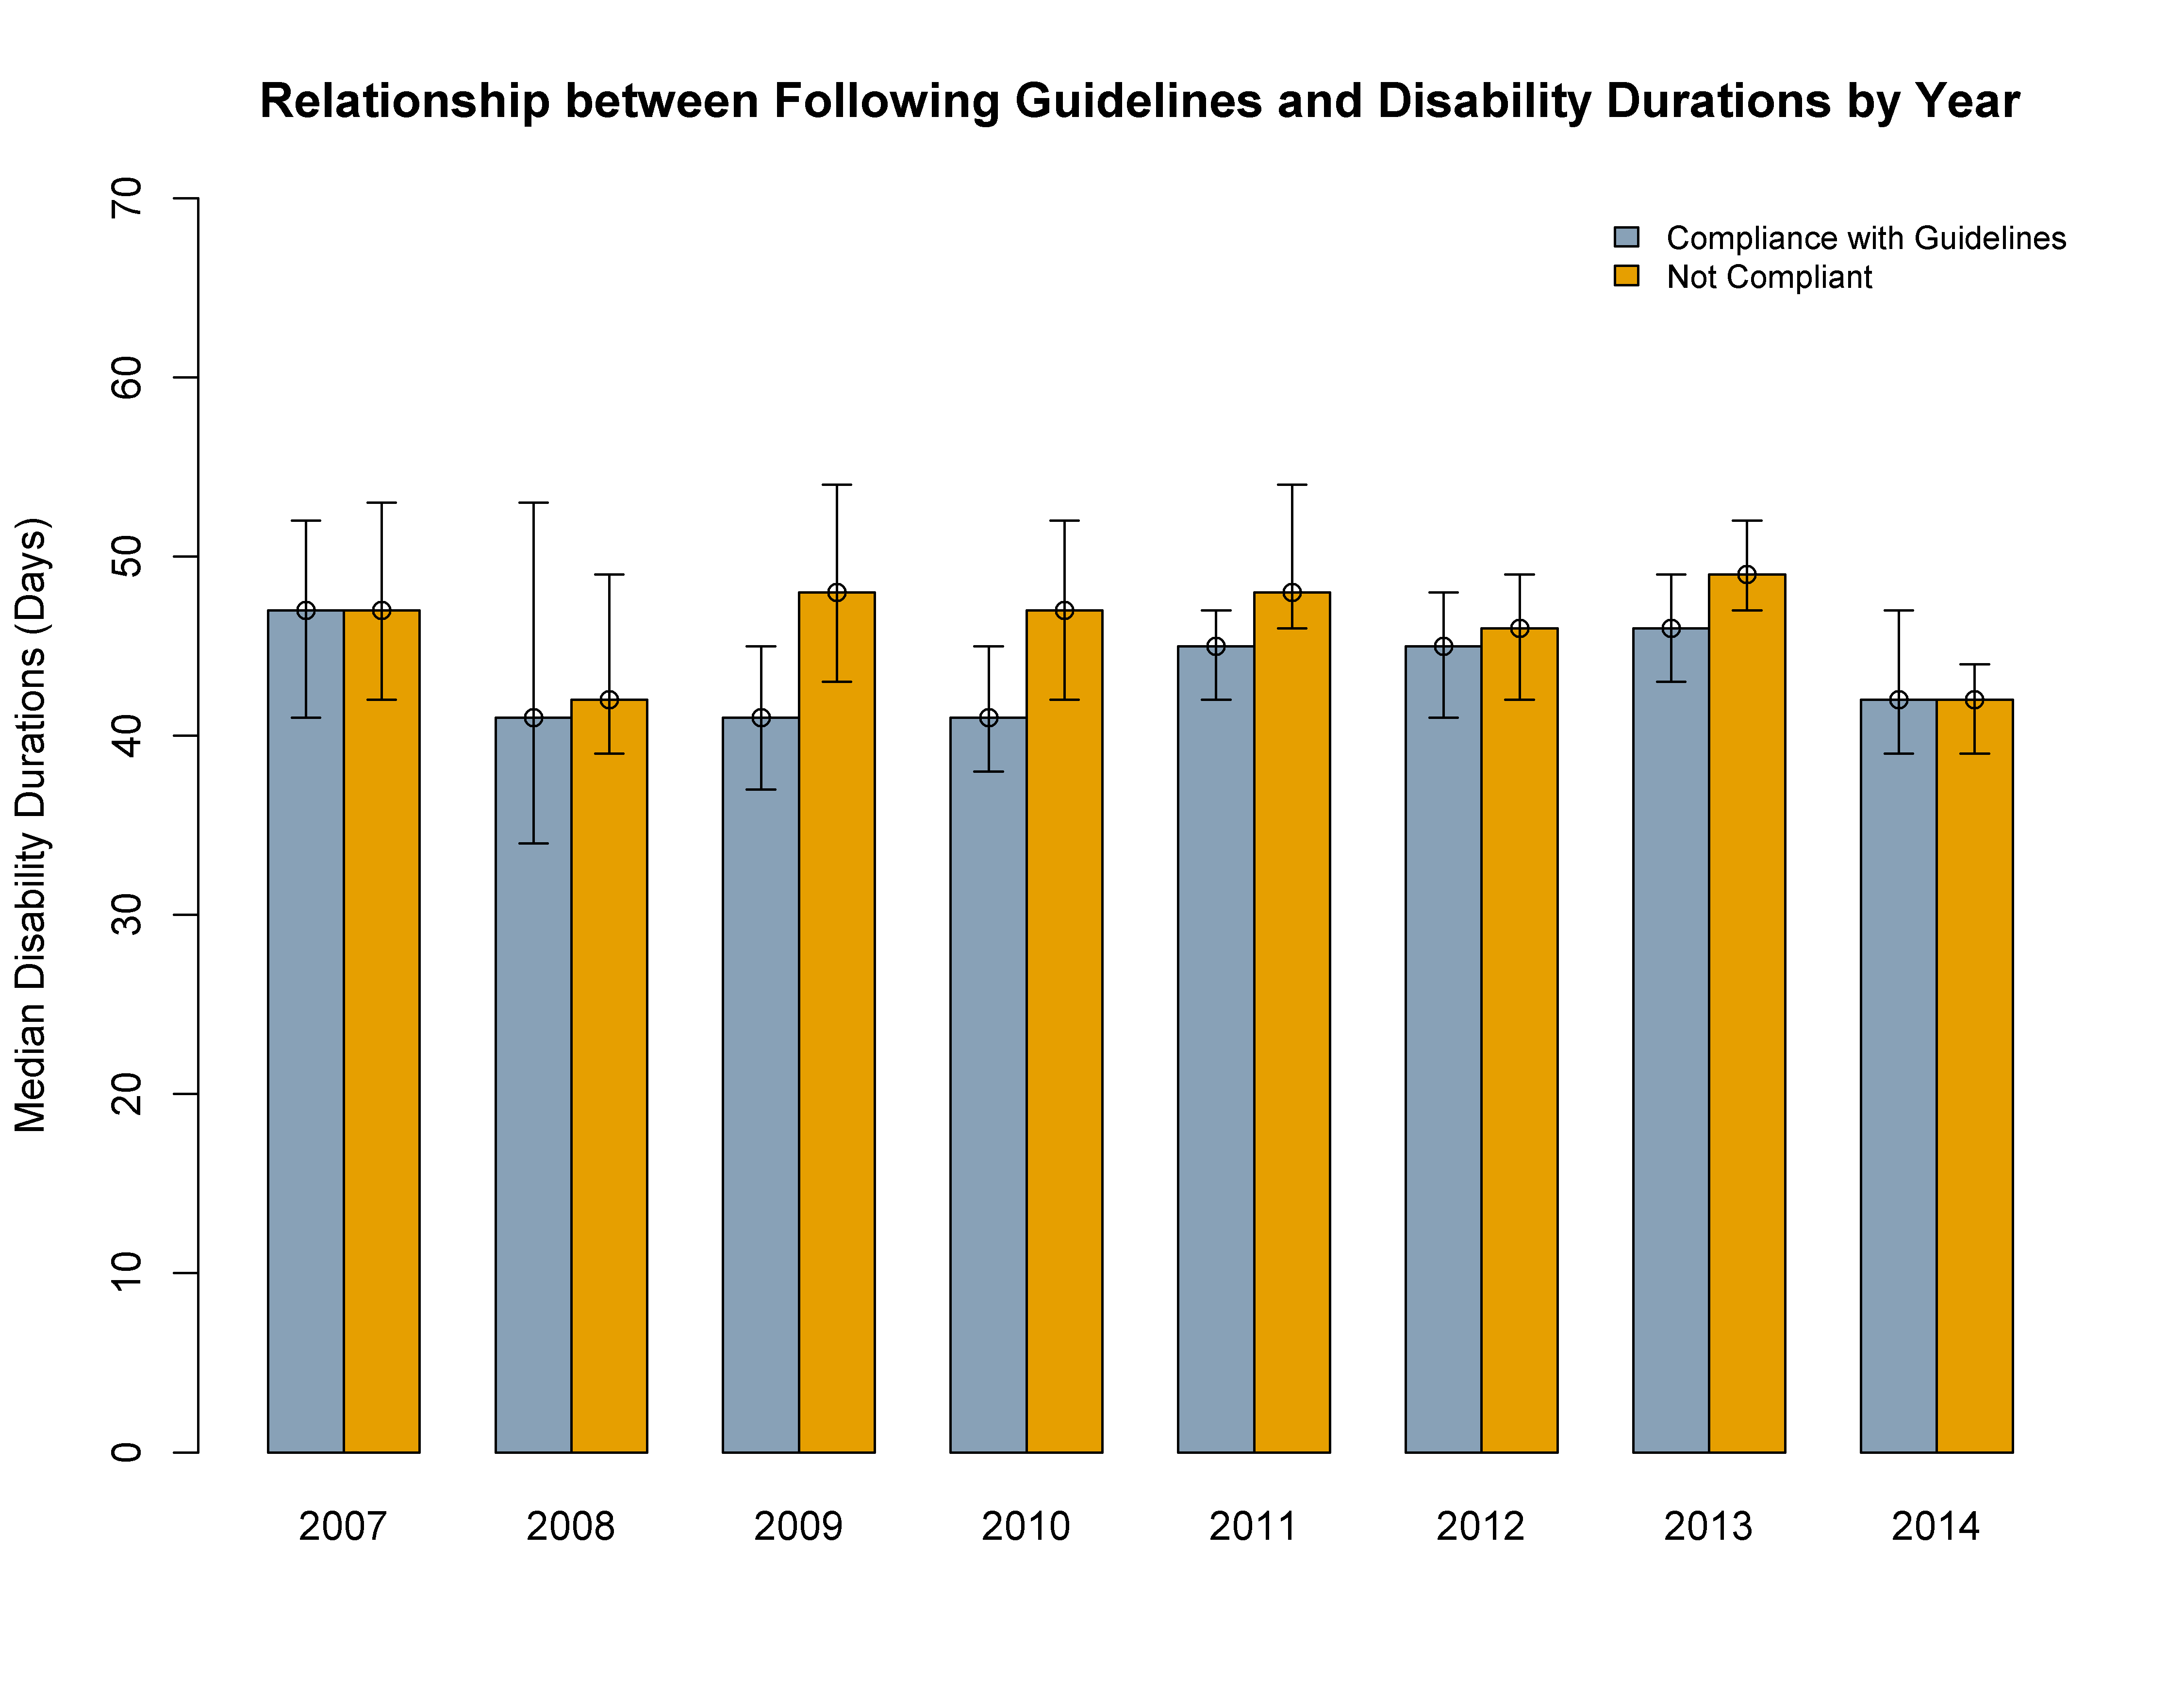 Relationship between Following Guidelines and Disability Durations by Year
Compliance with Guidelines
Not Compliant
Median Disability Durations (Days)
70
60
50
40
30
20
10
0
2007 2008 2009 2010 2011 2012 2013 2014